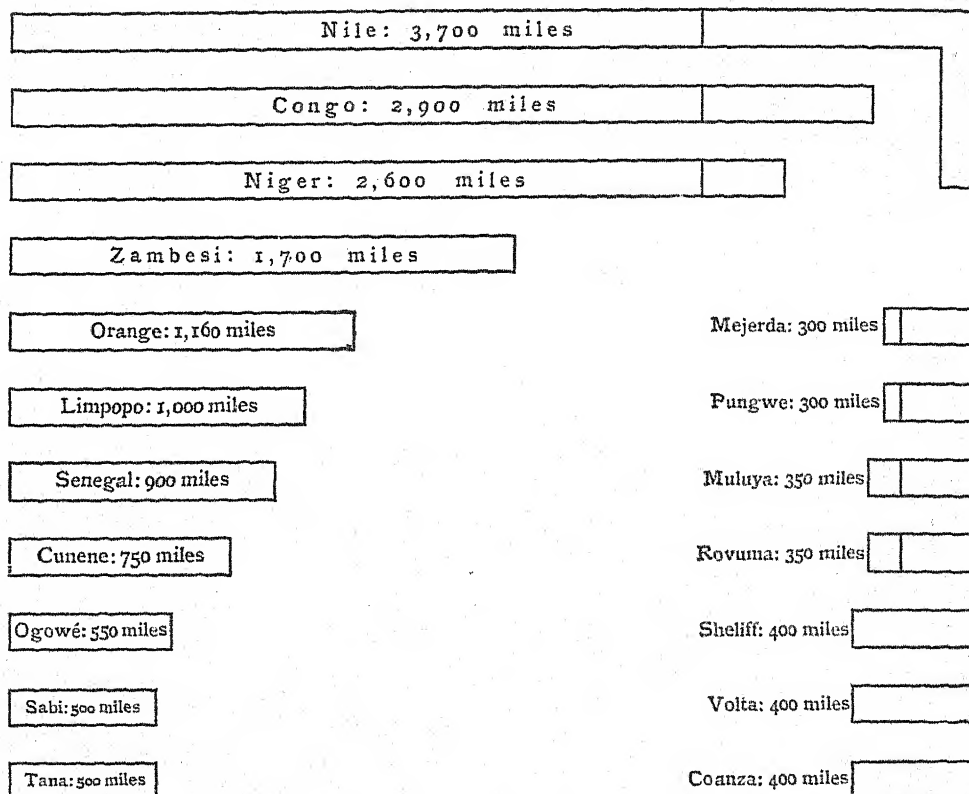 Nile: 3,700 miles
Congo: 2,900 miles
Niger: 2,600 miles
Zambesi: 1,700 miles
Orange: 1,160 miles
Mejerda: 300 miles
Limpopo: 1,000 miles
Pungwe: 300 miles
Senegal: 900 miles
Muluya: 350 miles
Cunene: 750 miles
Rovuma: 350 miles
Ogowé: 550 miles
Sheliff: 400 miles
Sabi: 500 miles
Volta: 400 miles
Tana: 500 miles
Coanza: 400 miles